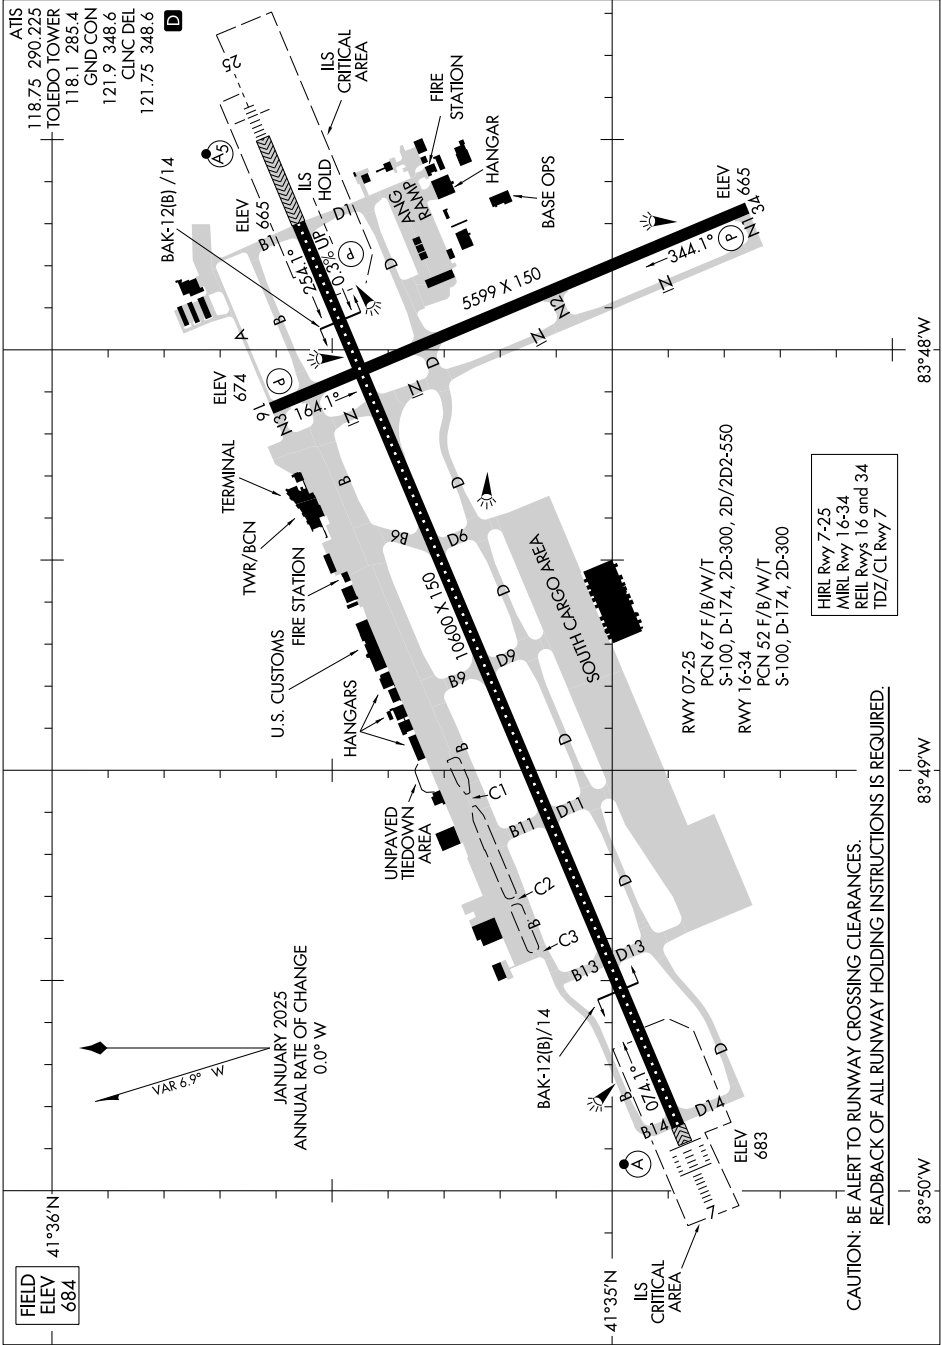 ATIS
118.75 290.225
TOLEDO TOWER
118.1 285.4
GND CON
121.9 348.6
CLNC DEL
121.75 348.6
D
FIELD
ELEV
684
41°36'N
VAR 6.9° W
JANUARY 2025
ANNUAL RATE OF CHANGE
0.0° W
25
A5
ILS
CRITICAL
AREA
ILS
HOLD
BAK-12(B)/14
ELEV
665
B1
D1
254.1°
0.3% UP
P
FIRE
STATION
HANGAR
BASE OPS
ANG
RAMP
D
A
B
ELEV
674
P
16
N3
164.1°
N
N
D
5599 X 150
N2
N
N
344.1°
P
N1
34
ELEV
665
TERMINAL
TWR/BCN
FIRE STATION
U.S. CUSTOMS
HANGARS
UNPAVED
TIEDOWN
AREA
B
B6
D6
D
D
10600 X 150
B9
D9
SOUTH CARGO AREA
B
C1
D
B11
D11
C2
B
C3
D
B13
D13
BAK-12(B)/14
B
074.1°
D
B14
D14
A
ELEV
683
7
ILS
CRITICAL
AREA
41°35'N
83°48'W
83°49'W
83°50'W
RWY 07-25
PCN 67 F/B/W/T
S-100, D-174, 2D-300, 2D/2D2-550
RWY 16-34
PCN 52 F/B/W/T
S-100, D-174, 2D-300
HIRL Rwy 7-25
MIRL Rwy 16-34
REIL Rwys 16 and 34
TDZ/CL Rwy 7
CAUTION: BE ALERT TO RUNWAY CROSSING CLEARANCES.
READBACK OF ALL RUNWAY HOLDING INSTRUCTIONS IS REQUIRED.